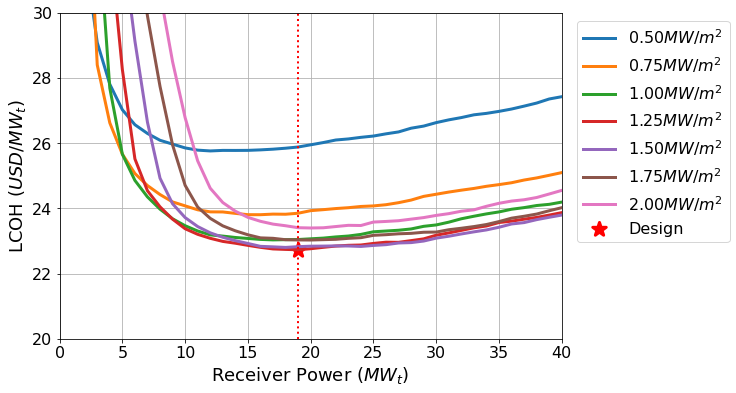 30
28
26
24
22
20
0 5 10 15 20 25 30 35 40
LCOH (USD/MW_t)
Receiver Power (MW_t)
0.50MW/m²
0.75MW/m²
1.00MW/m²
1.25MW/m²
1.50MW/m²
1.75MW/m²
2.00MW/m²
Design